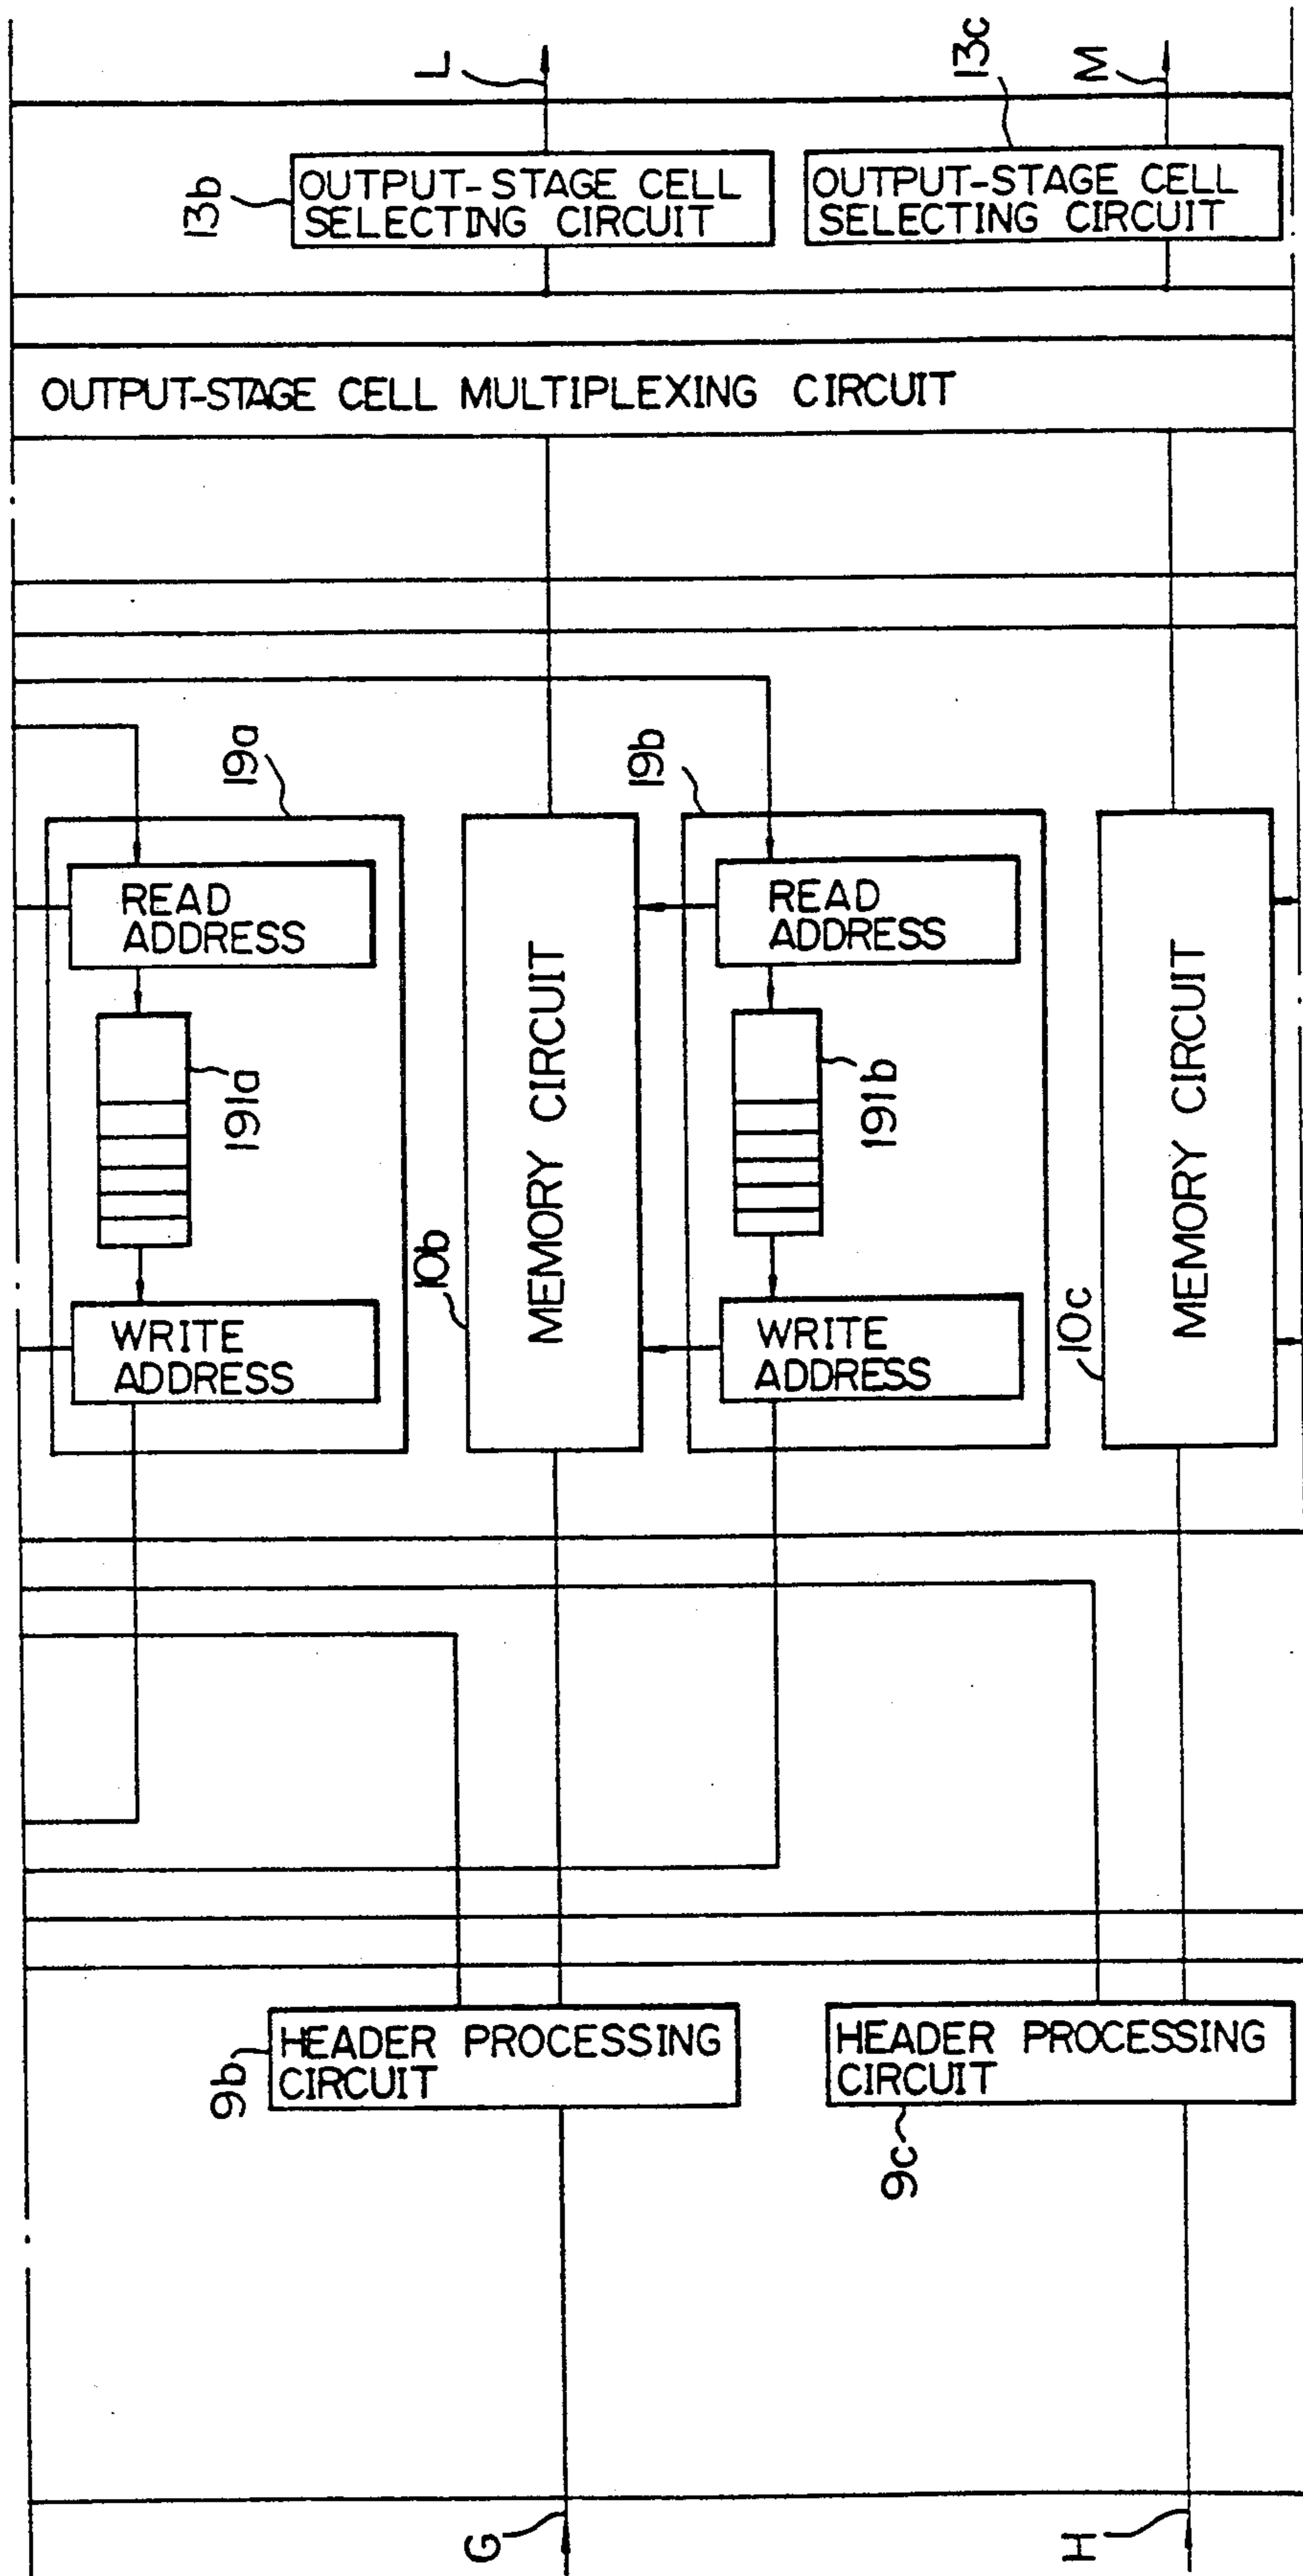 L
M
13b
13c
OUTPUT-STAGE CELL
SELECTING CIRCUIT
OUTPUT-STAGE CELL
SELECTING CIRCUIT
OUTPUT-STAGE CELL MULTIPLEXING CIRCUIT
19a
19b
READ
ADDRESS
READ
ADDRESS
191a
191b
MEMORY CIRCUIT
MEMORY CIRCUIT
10b
10c
WRITE
ADDRESS
WRITE
ADDRESS
9b
HEADER PROCESSING
CIRCUIT
HEADER PROCESSING
CIRCUIT
9c
G
H